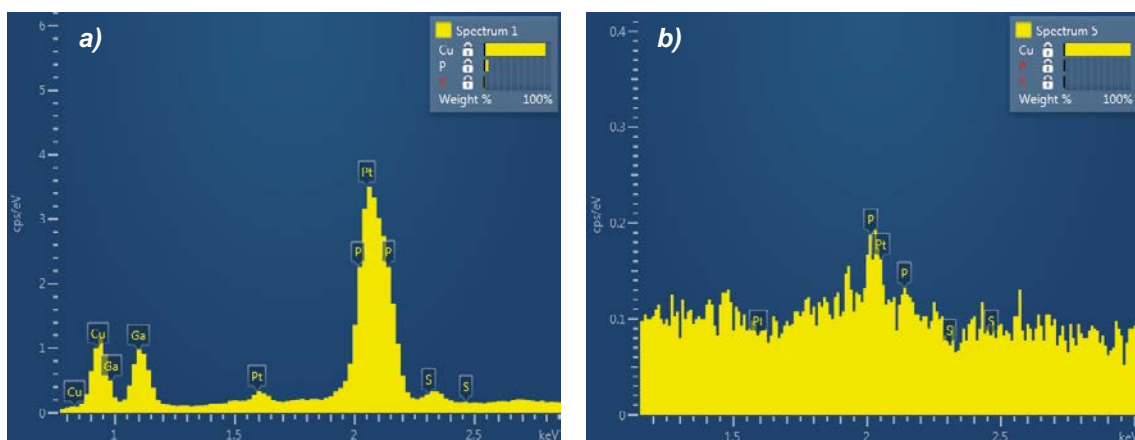 a)
Spectrum 1
Cu
P
S
Weight % 100%
6
5
4
3
2
1
0
cps/eV
Pt
P P
Cu Ga
Ga
Cu Pt S S
1 1.5 2 2.5 keV
b)
Spectrum 5
Cu
P
S
Weight % 100%
0.4
0.3
0.2
0.1
0
cps/eV
P
Pt
P
Pt S S
1.5 2 2.5 keV